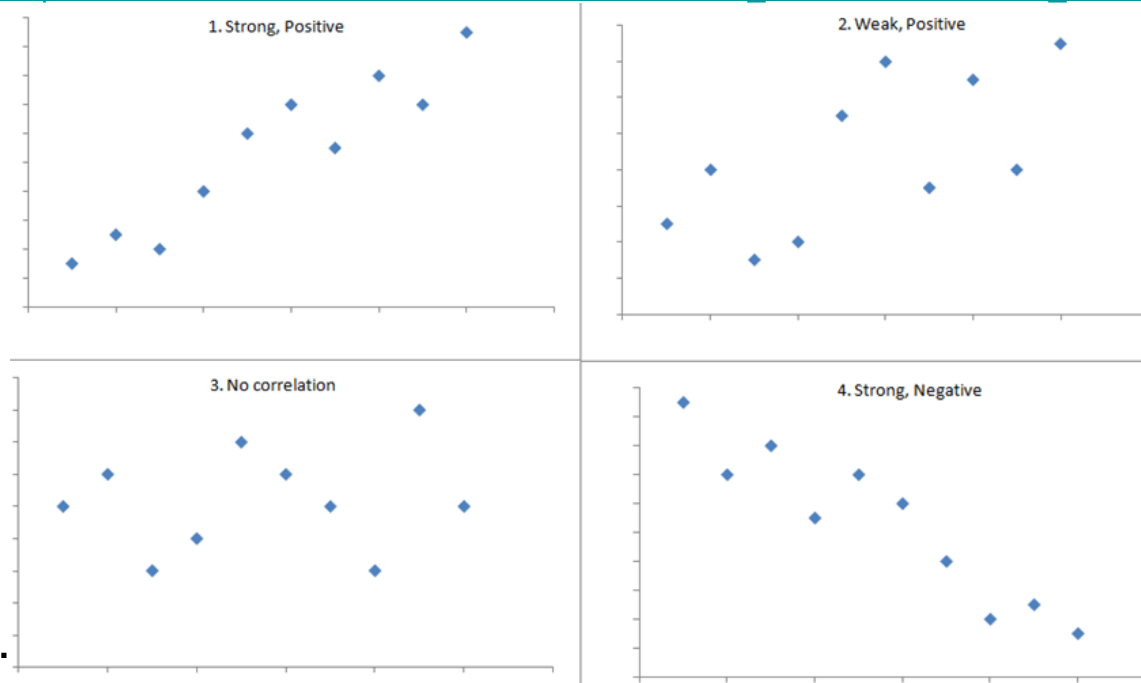 1. Strong, Positive
2. Weak, Positive
3. No correlation
4. Strong, Negative
.